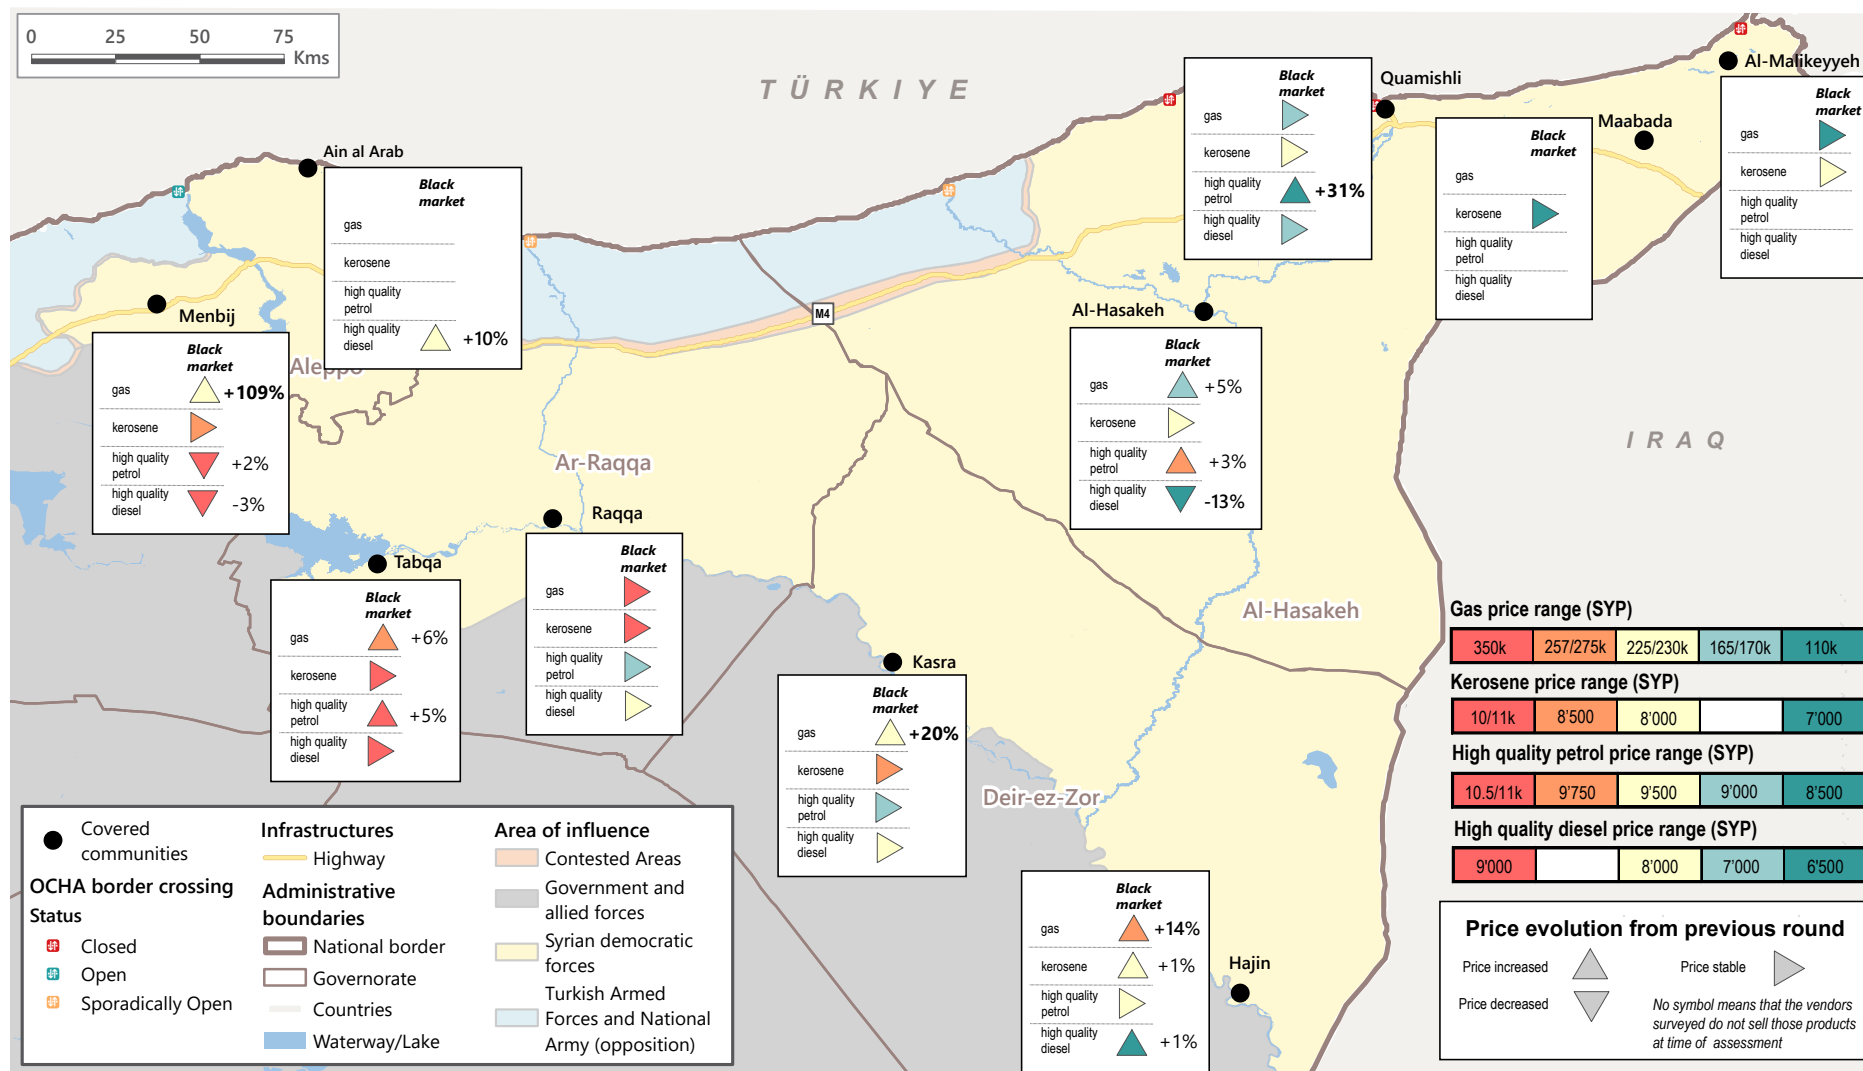 0 25 50 75
Kms
TÜRKIYE
IRAQ
Ain al Arab
Black
market
gas
kerosene
high quality
petrol
high quality
diesel
+10%
Menbij
Aleppo
Black
market
gas
+109%
kerosene
high quality
petrol
+2%
high quality
diesel
-3%
M4
Ar-Raqqa
Tabqa
Black
market
gas
+6%
kerosene
high quality
petrol
+5%
high quality
diesel
Raqqa
Black
market
gas
kerosene
high quality
petrol
high quality
diesel
Kasra
Black
market
gas
+20%
kerosene
high quality
petrol
high quality
diesel
Deir-ez-Zor
Quamishli
Black
market
gas
kerosene
high quality
petrol
+31%
high quality
diesel
Al-Hasakeh
Black
market
gas
+5%
kerosene
high quality
petrol
+3%
high quality
diesel
-13%
Al-Hasakeh
Maabada
Black
market
gas
kerosene
high quality
petrol
high quality
diesel
Al-Malikeyyeh
Black
market
gas
kerosene
high quality
petrol
high quality
diesel
Hajin
Black
market
gas
+14%
kerosene
+1%
high quality
petrol
high quality
diesel
+1%
Gas price range (SYP)
350k 257/275k 225/230k 165/170k 110k
Kerosene price range (SYP)
10/11k 8'500 8'000 7'000
High quality petrol price range (SYP)
10.5/11k 9'750 9'500 9'000 8'500
High quality diesel price range (SYP)
9'000 8'000 7'000 6'500
Price evolution from previous round
Price increased
Price stable
Price decreased
No symbol means that the vendors
surveyed do not sell those products
at time of assessment
Covered
communities
OCHA border crossing
Status
Closed
Open
Sporadically Open
Infrastructures
Highway
Administrative
boundaries
National border
Governorate
Countries
Waterway/Lake
Area of influence
Contested Areas
Government and
allied forces
Syrian democratic
forces
Turkish Armed
Forces and National
Army (opposition)